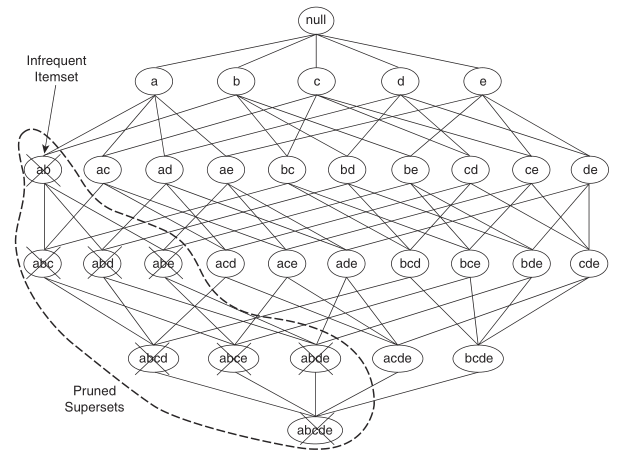 null
Infrequent
Itemset
a b c d e
ab ac ad ae bc bd be cd ce de
abc abd abe acd ace ade bcd bce bde cde
abcd abce abde acde bcde
Pruned
Supersets
abcde